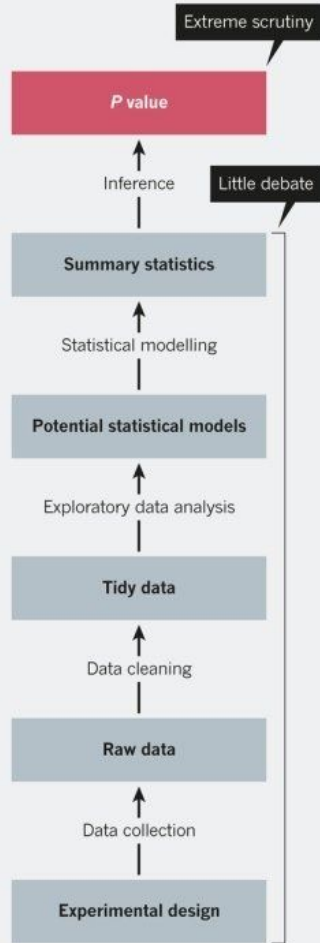 Extreme scrutiny
P value
Inference
Little debate
Summary statistics
Statistical modelling
Potential statistical models
Exploratory data analysis
Tidy data
Data cleaning
Raw data
Data collection
Experimental design